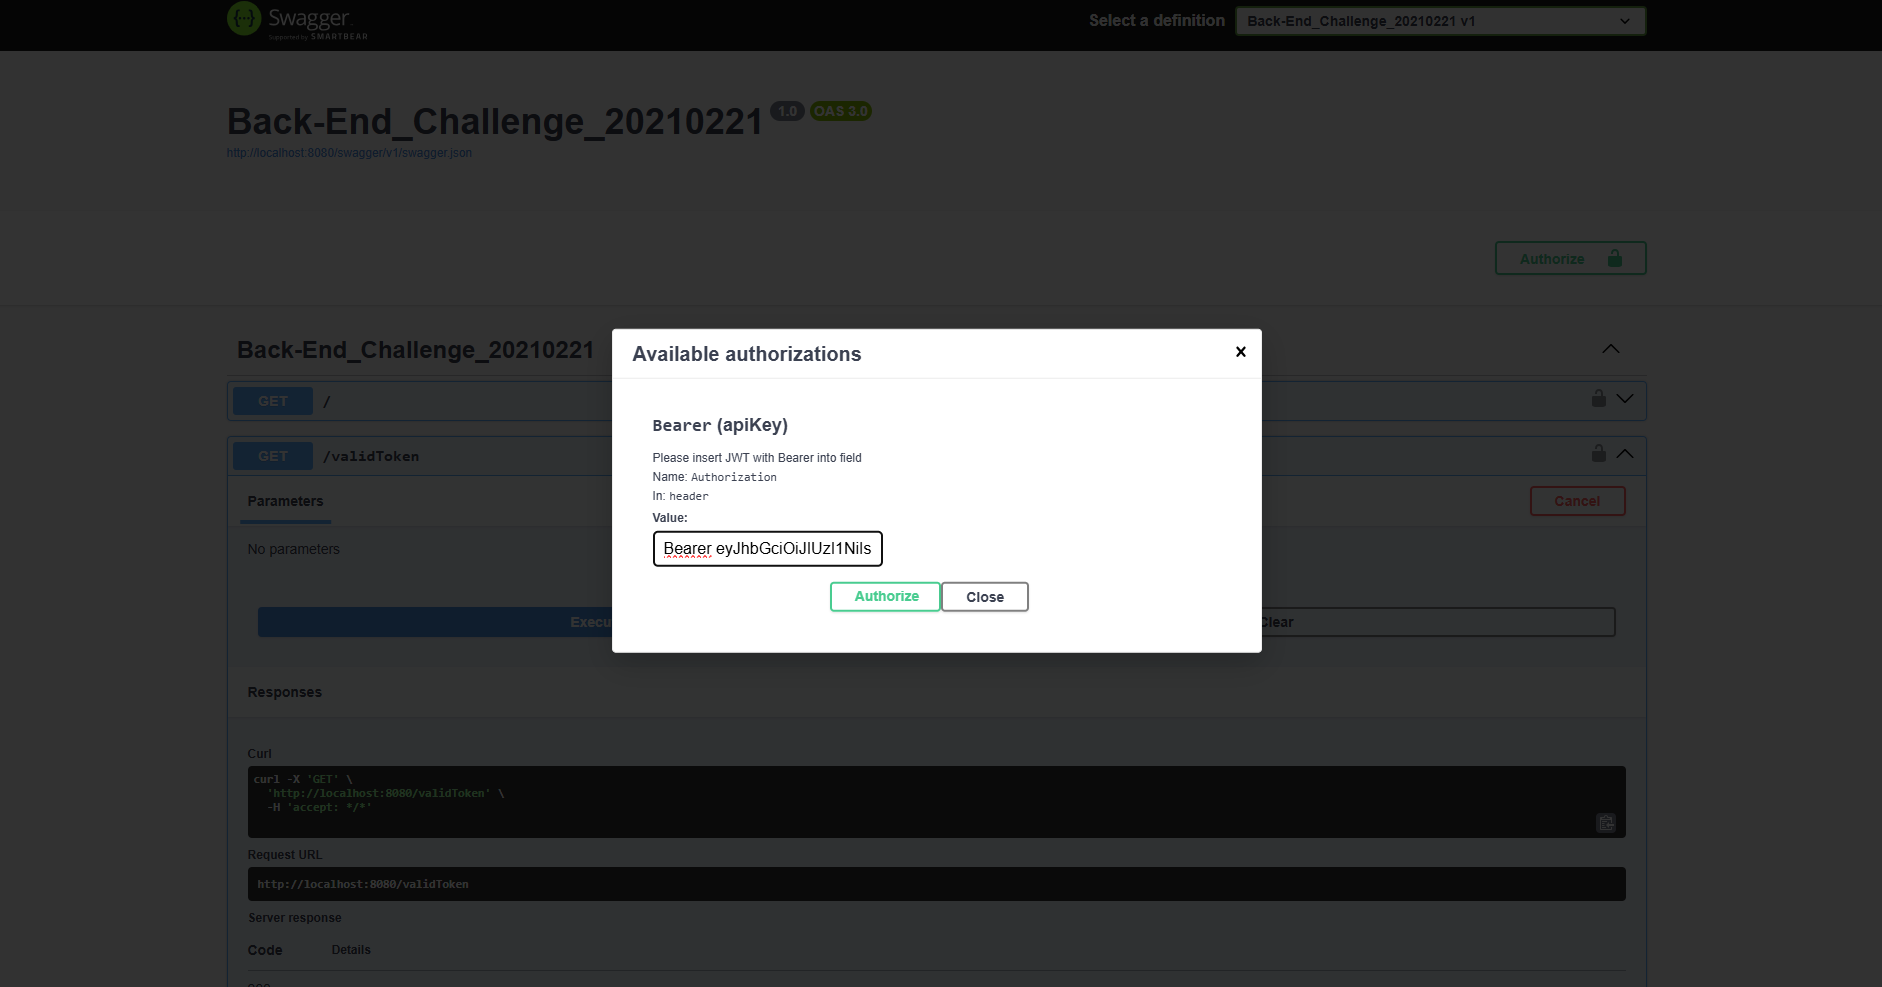 Swagger
Supported by SMARTBEAR
Select a definition
Back-End_Challenge_20210221 v1
Back-End_Challenge_20210221 1.0 OAS 3.0
http://localhost:8080/swagger/v1/swagger.json
Authorize
Back-End_Challenge_20210221
GET /
GET /validToken
Parameters
Cancel
No parameters
Execu
Clear
Available authorizations
Bearer (apiKey)
Please insert JWT with Bearer into field
Name: Authorization
In: header
Value:
Bearer eyJhbGciOiJIUzI1NiIs
Authorize
Close
Responses
Curl
curl -X 'GET' \
'http://localhost:8080/validToken' \
-H 'accept: */*'
Request URL
http://localhost:8080/validToken
Server response
Code Details